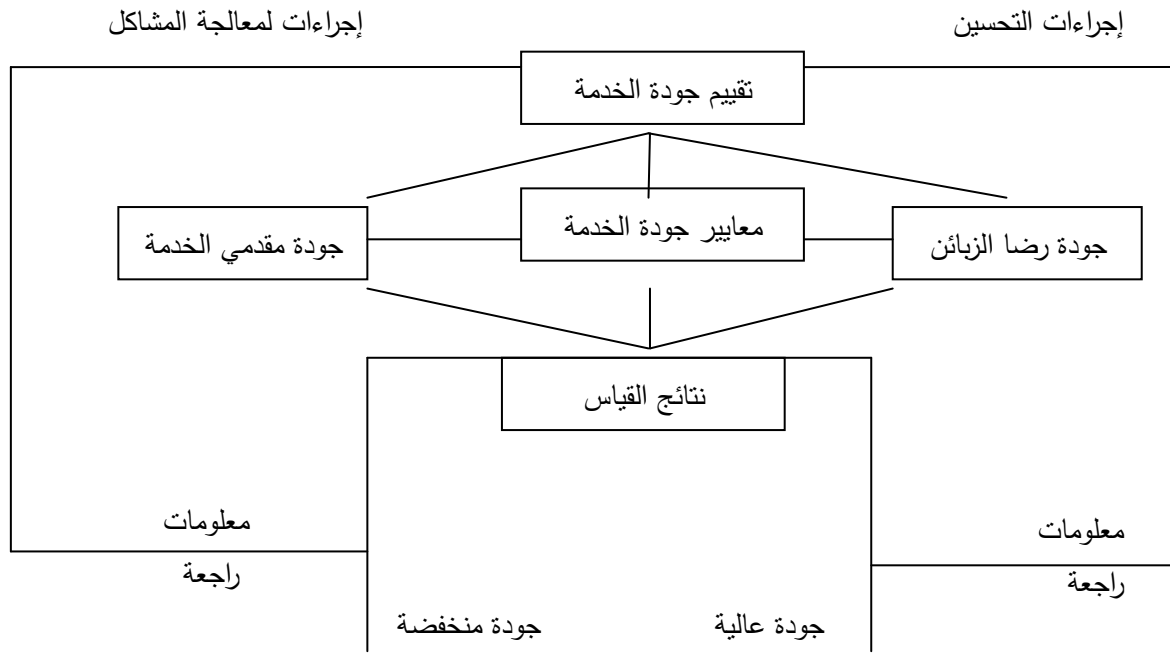 إجراءات التحسين
إجراءات لمعالجة المشاكل
تقييم جودة الخدمة
جودة رضا الزبائن
معايير جودة الخدمة
جودة مقدمي الخدمة
نتائج القياس
معلومات
راجعة
معلومات
راجعة
جودة عالية
جودة منخفضة